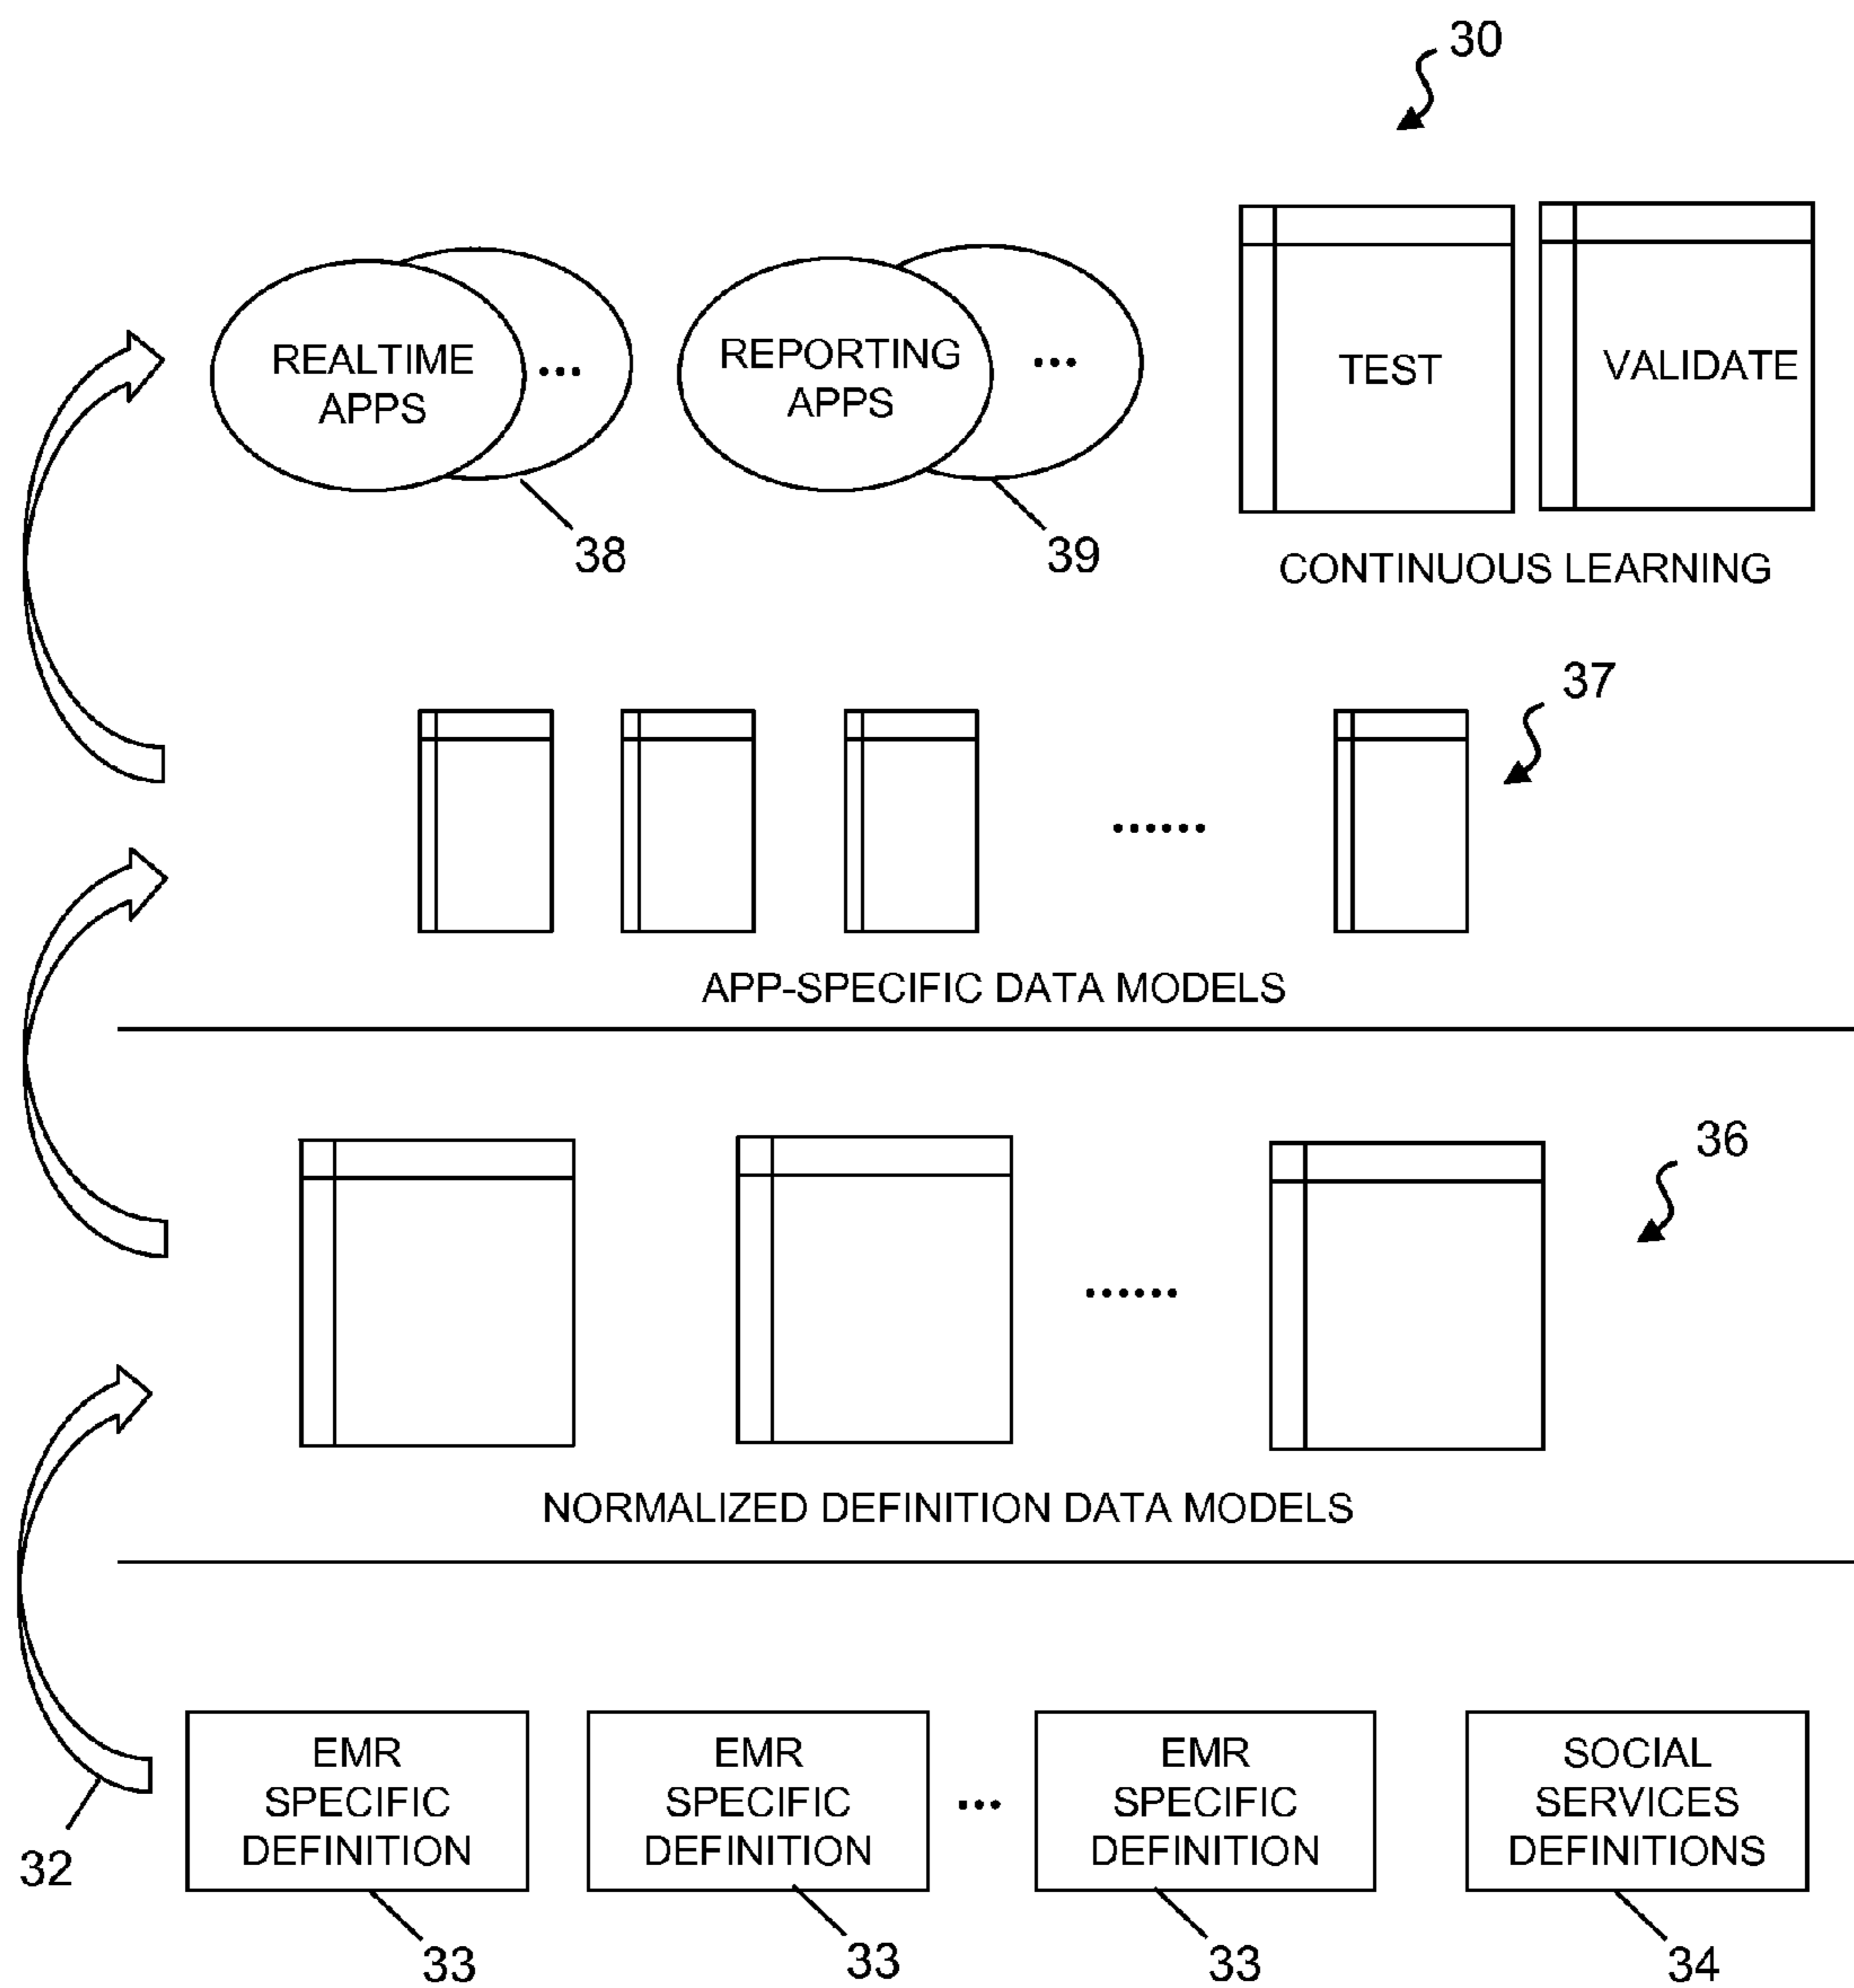 30
REALTIME
APPS
...
REPORTING
APPS
...
TEST
VALIDATE
38
39
CONTINUOUS LEARNING
37
......
APP-SPECIFIC DATA MODELS
36
......
NORMALIZED DEFINITION DATA MODELS
32
EMR
SPECIFIC
DEFINITION
EMR
SPECIFIC
DEFINITION
...
EMR
SPECIFIC
DEFINITION
SOCIAL
SERVICES
DEFINITIONS
33
33
33
34